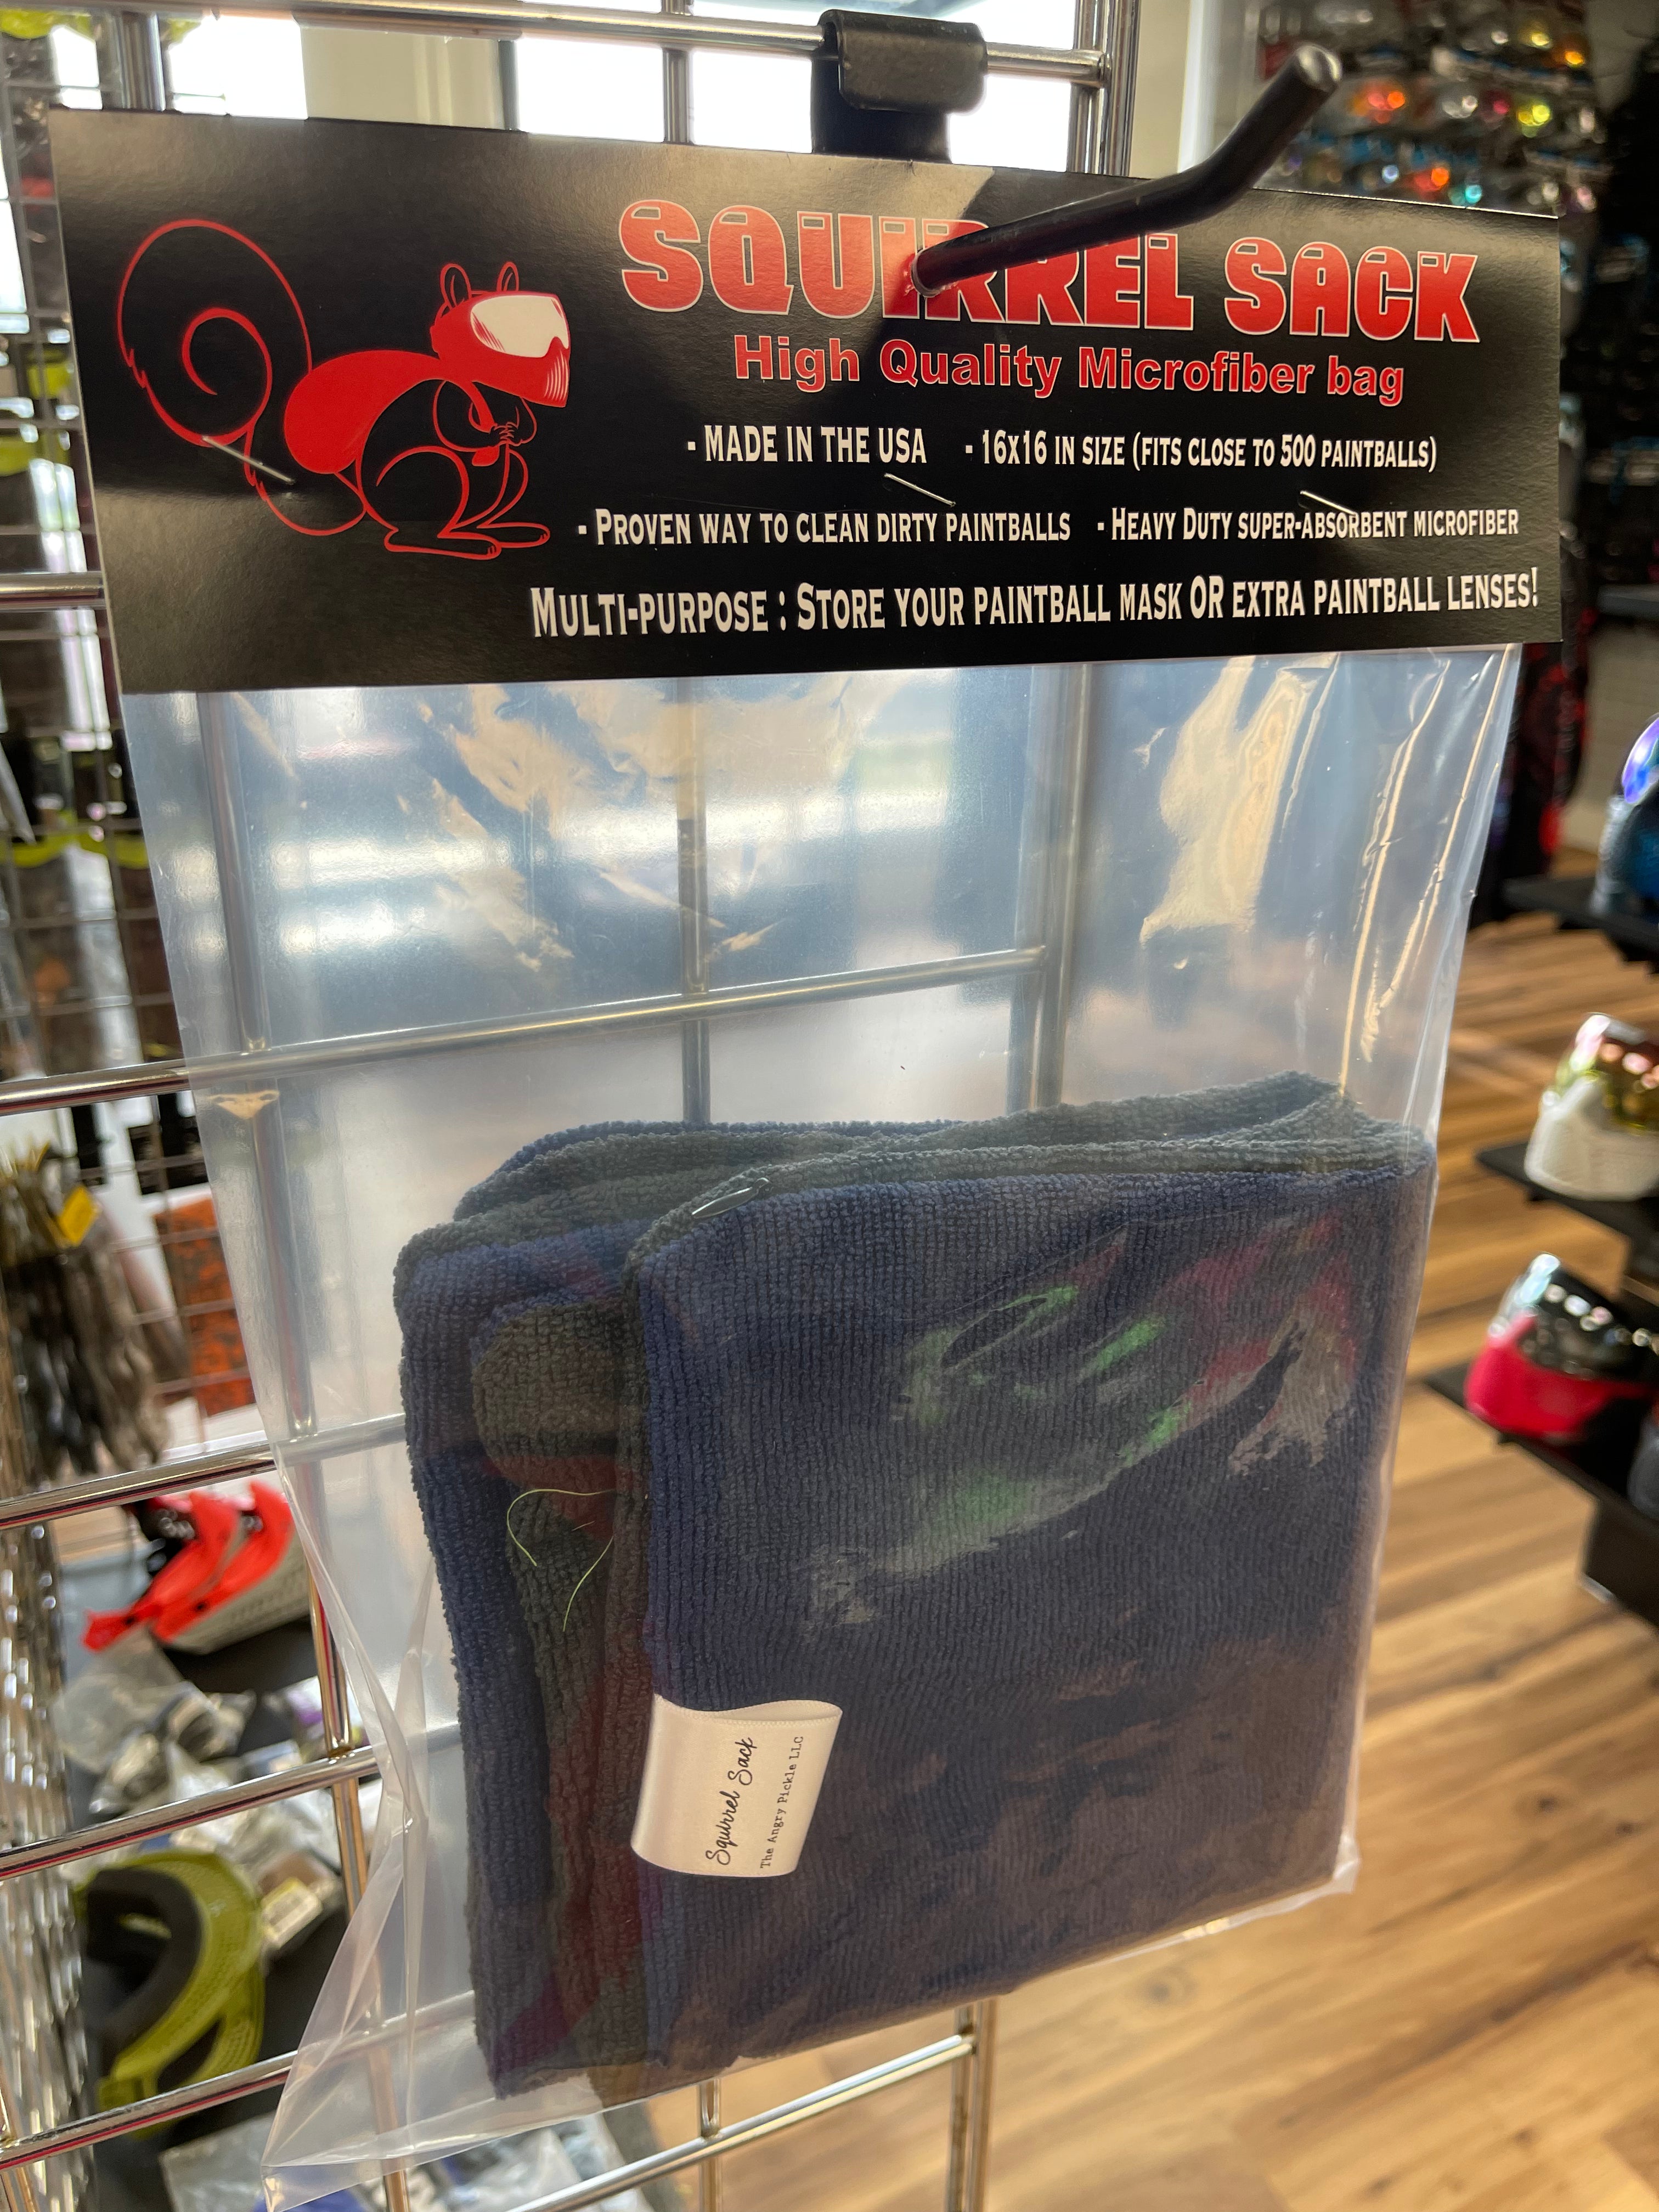 SQUIRREL SACK
High Quality Microfiber bag
- MADE IN THE USA - 16x16 IN SIZE (FITS CLOSE TO 500 PAINTBALLS)
- PROVEN WAY TO CLEAN DIRTY PAINTBALLS - HEAVY DUTY SUPER-ABSORBENT MICROFIBER
MULTI-PURPOSE : STORE YOUR PAINTBALL MASK OR EXTRA PAINTBALL LENSES!
Squirrel Sack
The Angry Pickle LLC